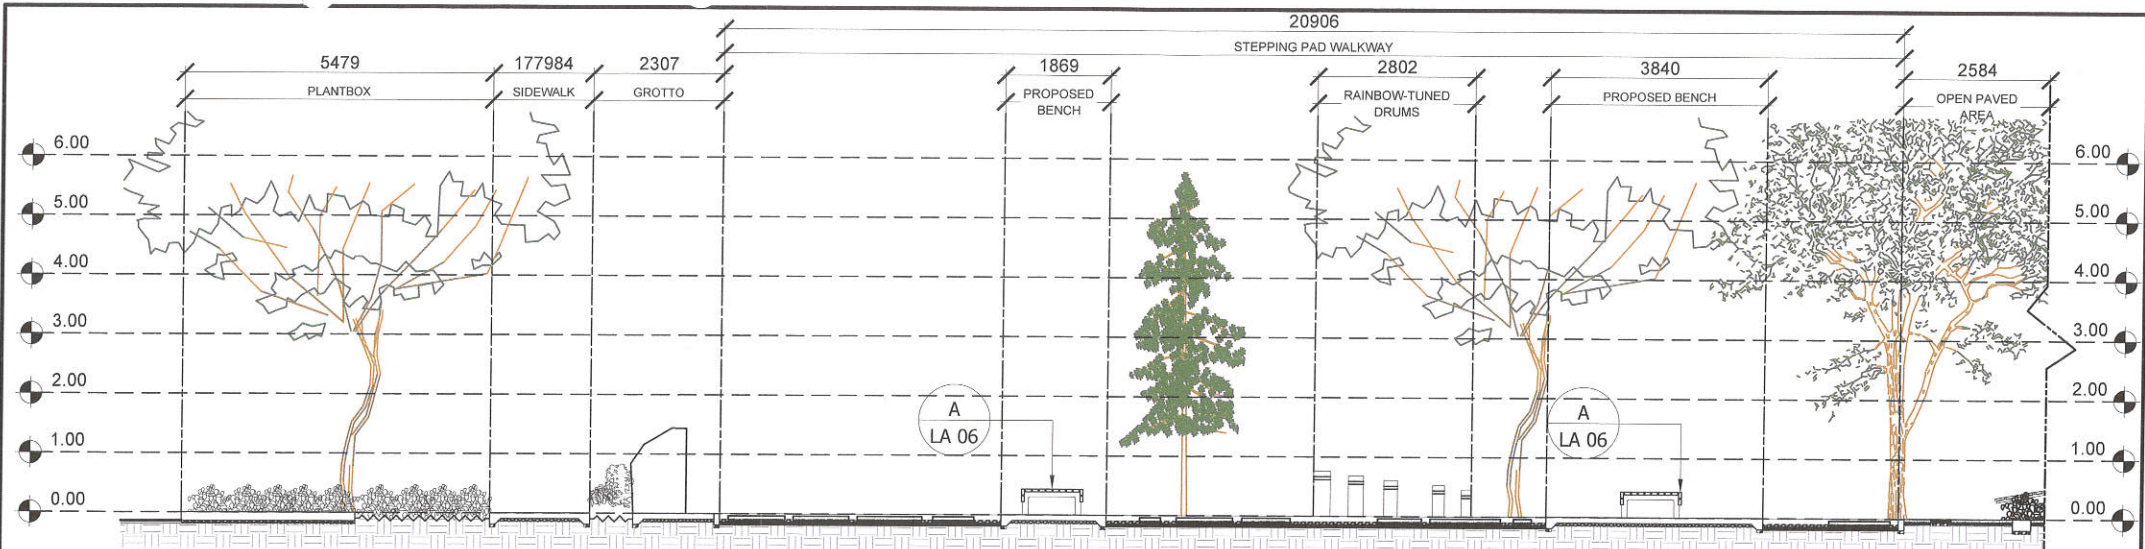 20906
STEPPING PAD WALKWAY
5479
177984
2307
1869
2802
3840
2584
PLANTBOX
SIDEWALK
GROTTO
PROPOSED
BENCH
RAINBOW-TUNED
DRUMS
PROPOSED BENCH
OPEN PAVED
AREA
6.00
6.00
5.00
5.00
4.00
4.00
3.00
3.00
2.00
2.00
A
LA 06
A
LA 06
1.00
1.00
0.00
0.00